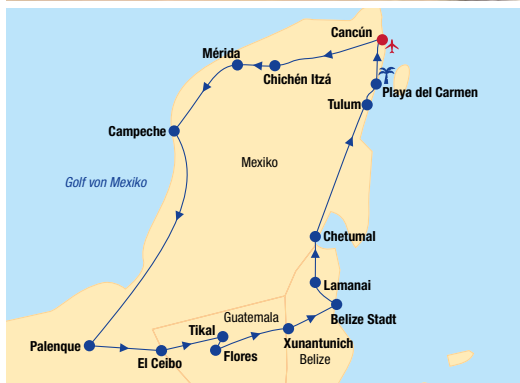 Cancún
Mérida
Chichén Itzá
Playa del Carmen
Tulum
Campeche
Mexiko
Golf von Mexiko
Chetumal
Lamanai
Guatemala
Belize Stadt
Tikal
Palenque
Xunantunich
El Ceibo
Flores
Belize